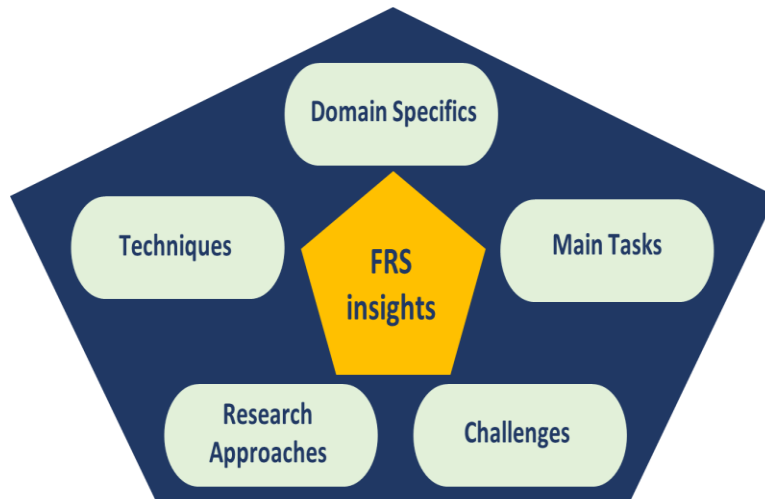 Domain Specifics
Techniques
Main Tasks
FRS
insights
Research
Approaches
Challenges